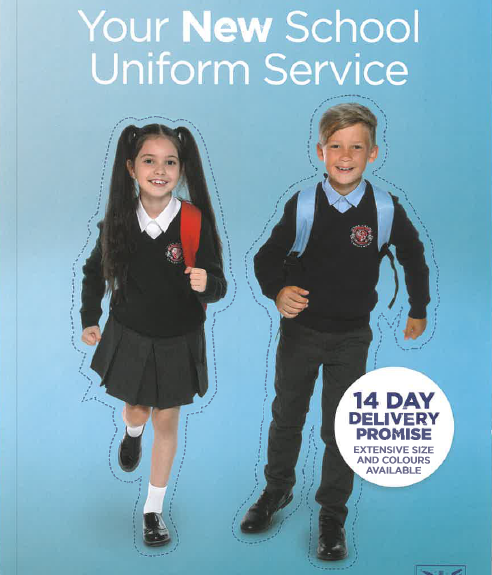 Your New School
Uniform Service
14 DAY
DELIVERY
PROMISE
EXTENSIVE SIZE
AND COLOURS
AVAILABLE